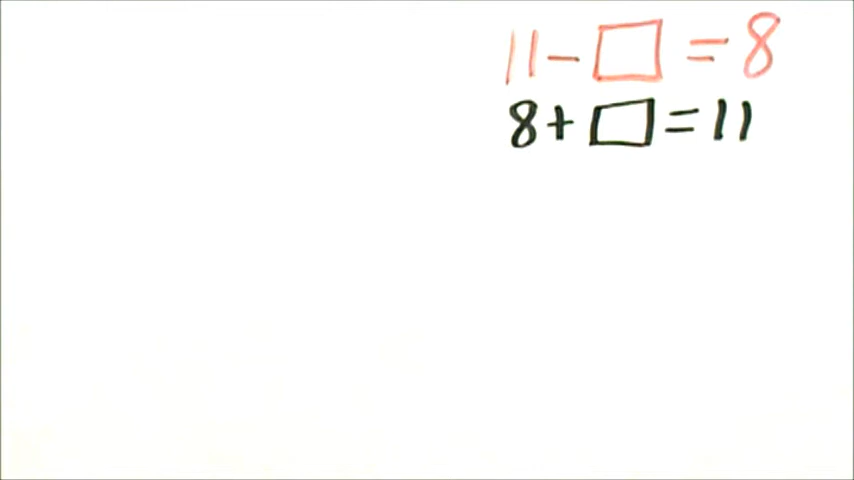 11 - □ = 8
8 + □ = 11